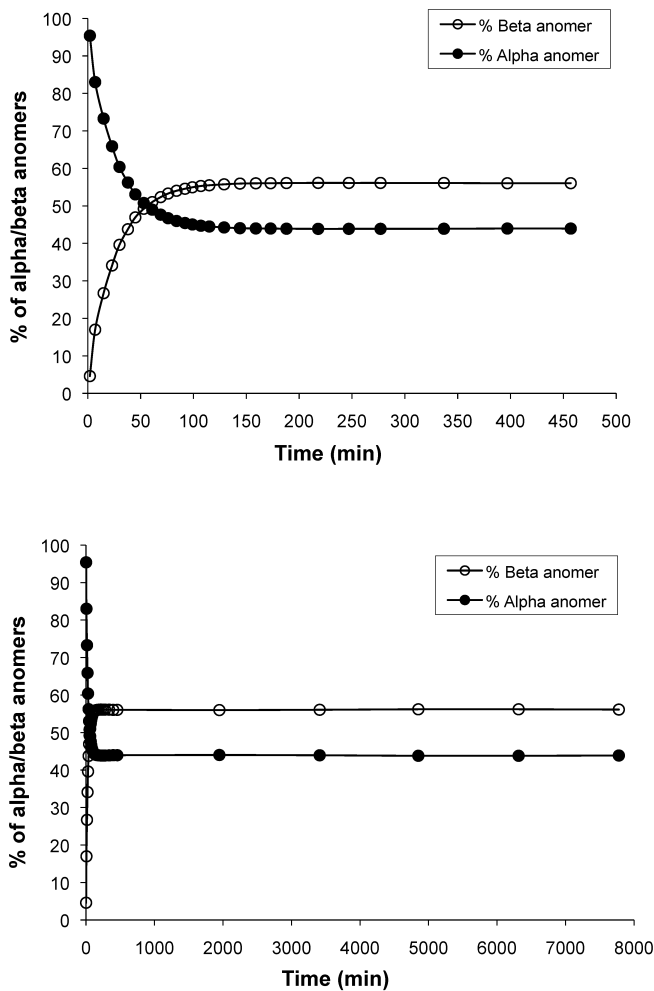 % of alpha/beta anomers
100
90
80
70
60
50
40
30
20
10
0
% Beta anomer
% Alpha anomer
0 50 100 150 200 250 300 350 400 450 500
Time (min)
% of alpha/beta anomers
100
90
80
70
60
50
40
30
20
10
0
% Beta anomer
% Alpha anomer
0 1000 2000 3000 4000 5000 6000 7000 8000
Time (min)